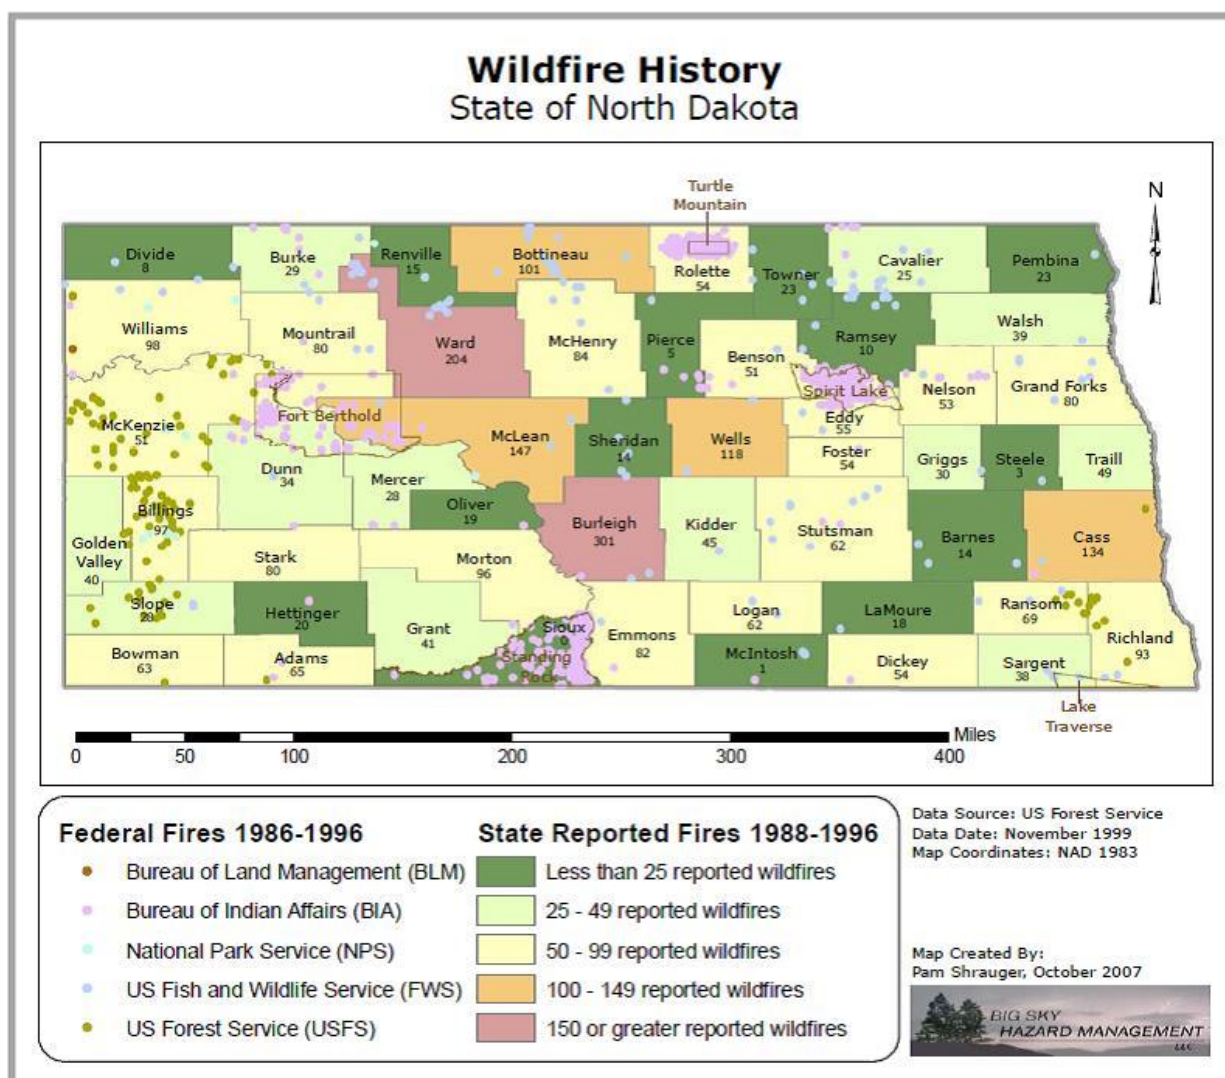 Wildfire History
State of North Dakota
Turtle
Mountain
N
Divide
8
Burke
29
Renville
15
Bottineau
101
Rolette
54
Towner
23
Cavalier
25
Pembina
23
Williams
98
Mountrail
80
Ward
204
McHenry
84
Pierce
5
Benson
51
Ramsey
10
Walsh
39
Spirit Lake
Nelson
53
Grand Forks
80
McKenzie
51
Fort Berthold
McLean
147
Sheridan
14
Wells
118
Eddy
55
Foster
54
Griggs
30
Steele
3
Traill
49
Dunn
34
Mercer
28
Oliver
19
Billings
97
Golden
Valley
40
Stark
80
Morton
96
Burleigh
301
Kidder
45
Stutsman
62
Barnes
14
Cass
134
Slope
28
Hettinger
20
Grant
41
Sioux
0
Standing
Rock
Emmons
82
Logan
62
LaMoure
18
Ransom
69
Richland
93
Bowman
63
Adams
65
McIntosh
1
Dickey
54
Sargent
38
Lake
Traverse
Miles
0 50 100 200 300 400
Federal Fires 1986-1996
Bureau of Land Management (BLM)
Bureau of Indian Affairs (BIA)
National Park Service (NPS)
US Fish and Wildlife Service (FWS)
US Forest Service (USFS)
State Reported Fires 1988-1996
Less than 25 reported wildfires
25 - 49 reported wildfires
50 - 99 reported wildfires
100 - 149 reported wildfires
150 or greater reported wildfires
Data Source: US Forest Service
Data Date: November 1999
Map Coordinates: NAD 1983
Map Created By:
Pam Shrauger, October 2007
BIG SKY
HAZARD MANAGEMENT
LLC